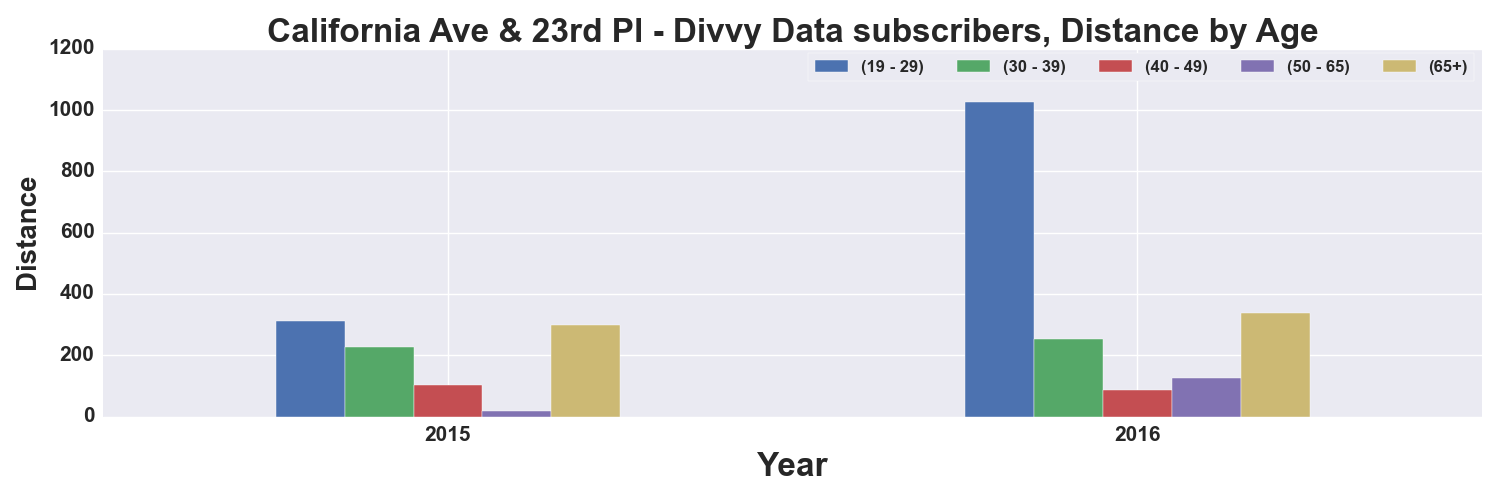 California Ave & 23rd Pl - Divvy Data subscribers, Distance by Age
1200
(19 - 29) (30 - 39) (40 - 49) (50 - 65) (65+)
1000
800
600
400
200
0
Distance
2015 2016
Year